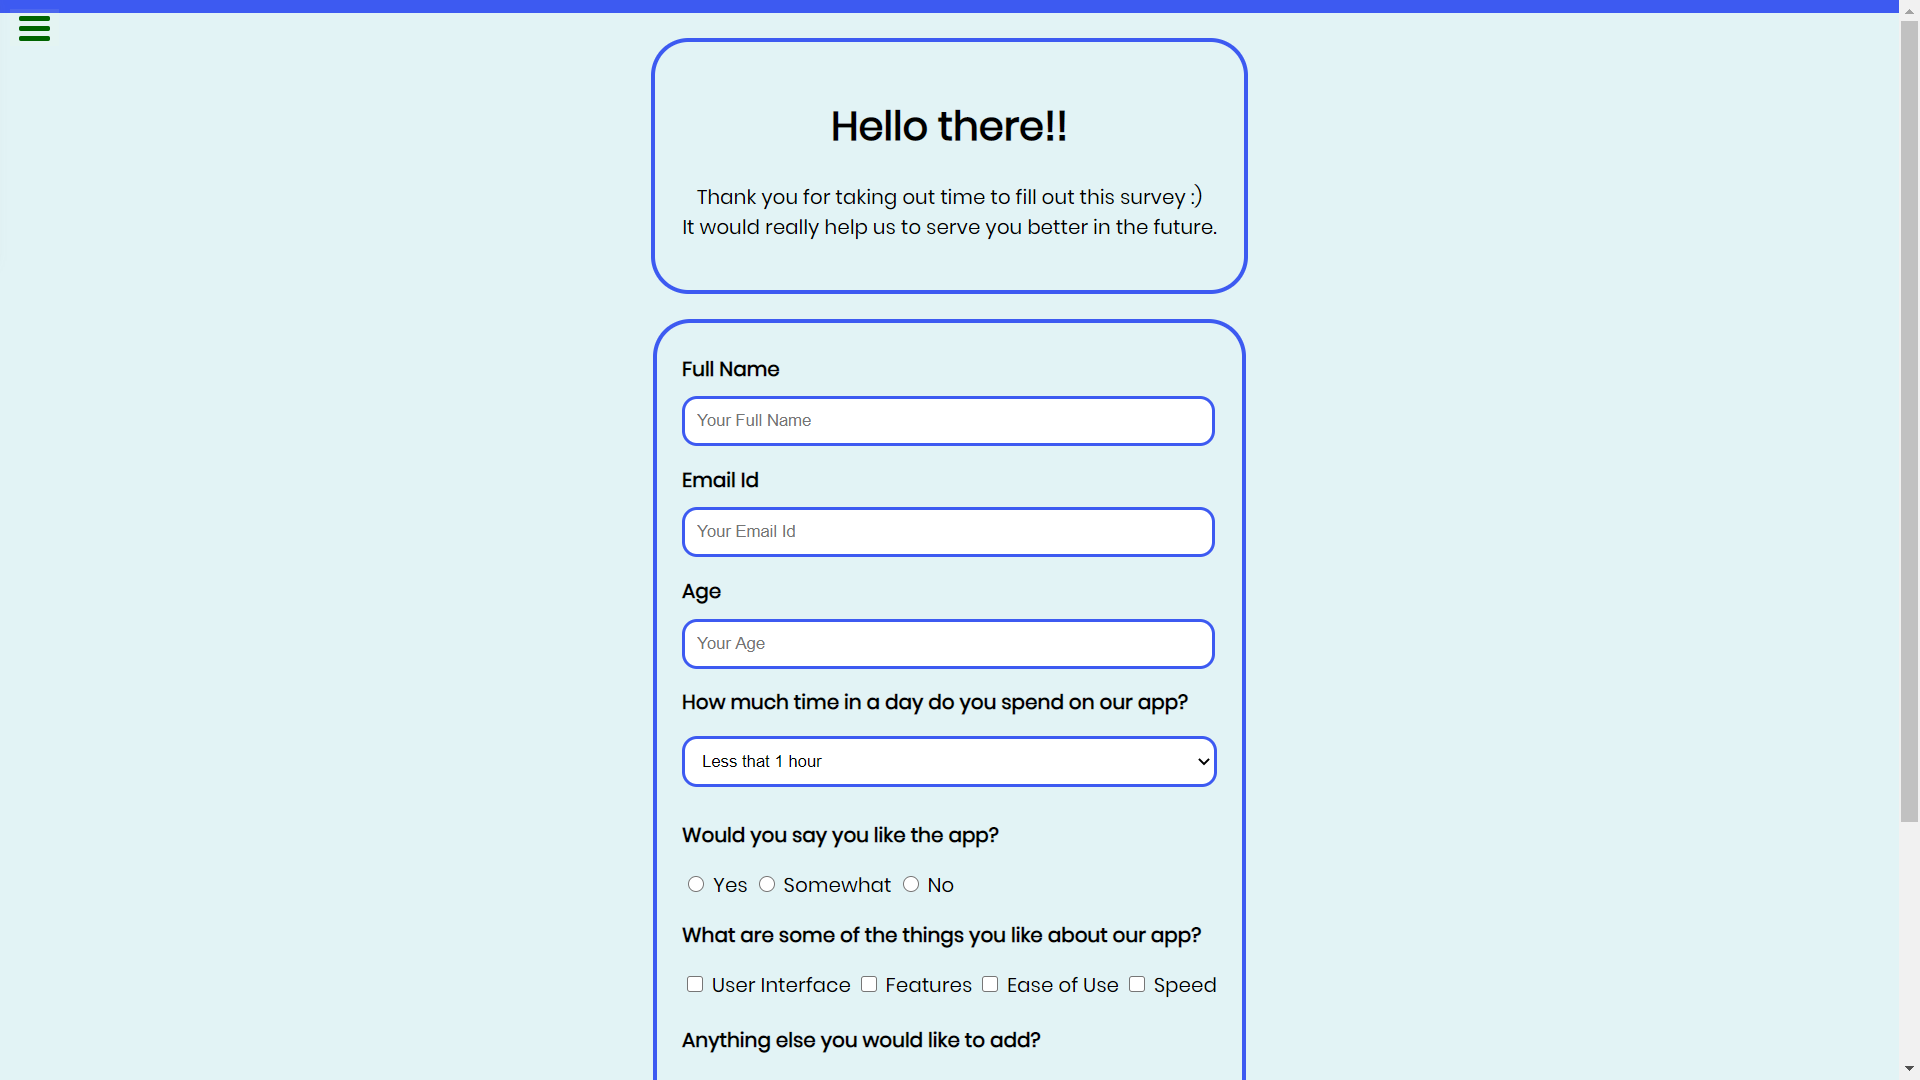 Hello there!!
Thank you for taking out time to fill out this survey :)
It would really help us to serve you better in the future.
Full Name
Your Full Name
Email Id
Your Email Id
Age
Your Age
How much time in a day do you spend on our app?
Less that 1 hour
Would you say you like the app?
Yes Somewhat No
What are some of the things you like about our app?
User Interface Features Ease of Use Speed
Anything else you would like to add?